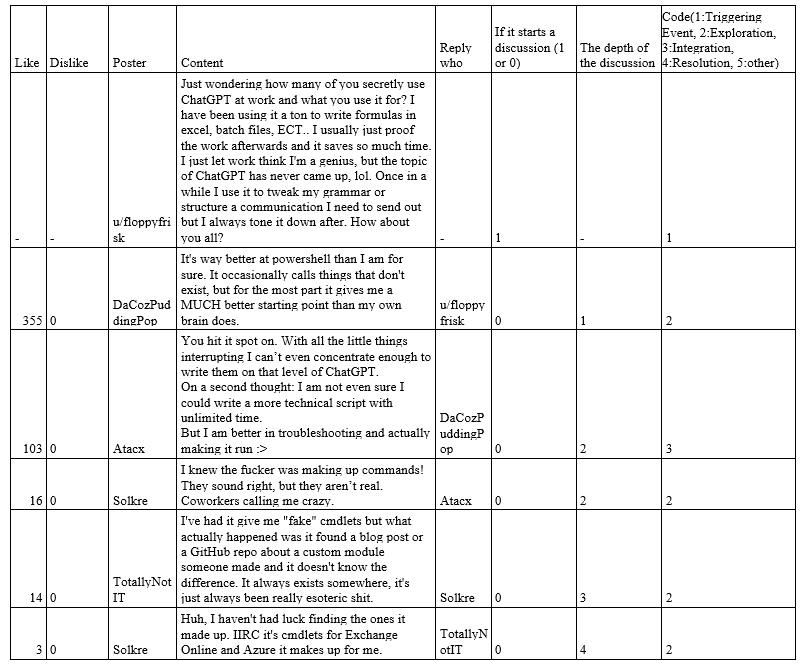 Like Dislike Poster Content Reply who If it starts a discussion (1 or 0) The depth of the discussion Code(1:Triggering Event, 2:Exploration, 3:Integration, 4:Resolution, 5:other)
Just wondering how many of you secretly use
ChatGPT at work and what you use it for? I
have been using it a ton to write formulas in
excel, batch files, ECT.. I usually just proof
the work afterwards and it saves so much time.
I just let work think I'm a genius, but the topic
of ChatGPT has never came up, lol. Once in a
while I use it to tweak my grammar or
structure a communication I need to send out
but I always tone it down after. How about
you all?
- - u/floppyfrisk - 1 - 1
It's way better at powershell than I am for
sure. It occasionally calls things that don't
exist, but for the most part it gives me a
MUCH better starting point than my own
brain does.
355 0 DaCozPuddingPop u/floppyfrisk 0 1 2
You hit it spot on. With all the little things
interrupting I can’t even concentrate enough to
write them on that level of ChatGPT.
On a second thought: I am not even sure I
could write a more technical script with
unlimited time.
But I am better in troubleshooting and actually
making it run :>
103 0 Atacx DaCozPuddingPop 0 2 3
I knew the fucker was making up commands!
They sound right, but they aren’t real.
Coworkers calling me crazy.
16 0 Solkre Atacx 0 2 2
I've had it give me "fake" cmdlets but what
actually happened was it found a blog post or
a GitHub repo about a custom module
someone made and it doesn't know the
difference. It always exists somewhere, it's
just always been really esoteric shit.
14 0 TotallyNotIT Solkre 0 3 2
Huh, I haven't had luck finding the ones it
made up. IIRC it's cmdlets for Exchange
Online and Azure it makes up for me.
3 0 Solkre TotallyNotIT 0 4 2